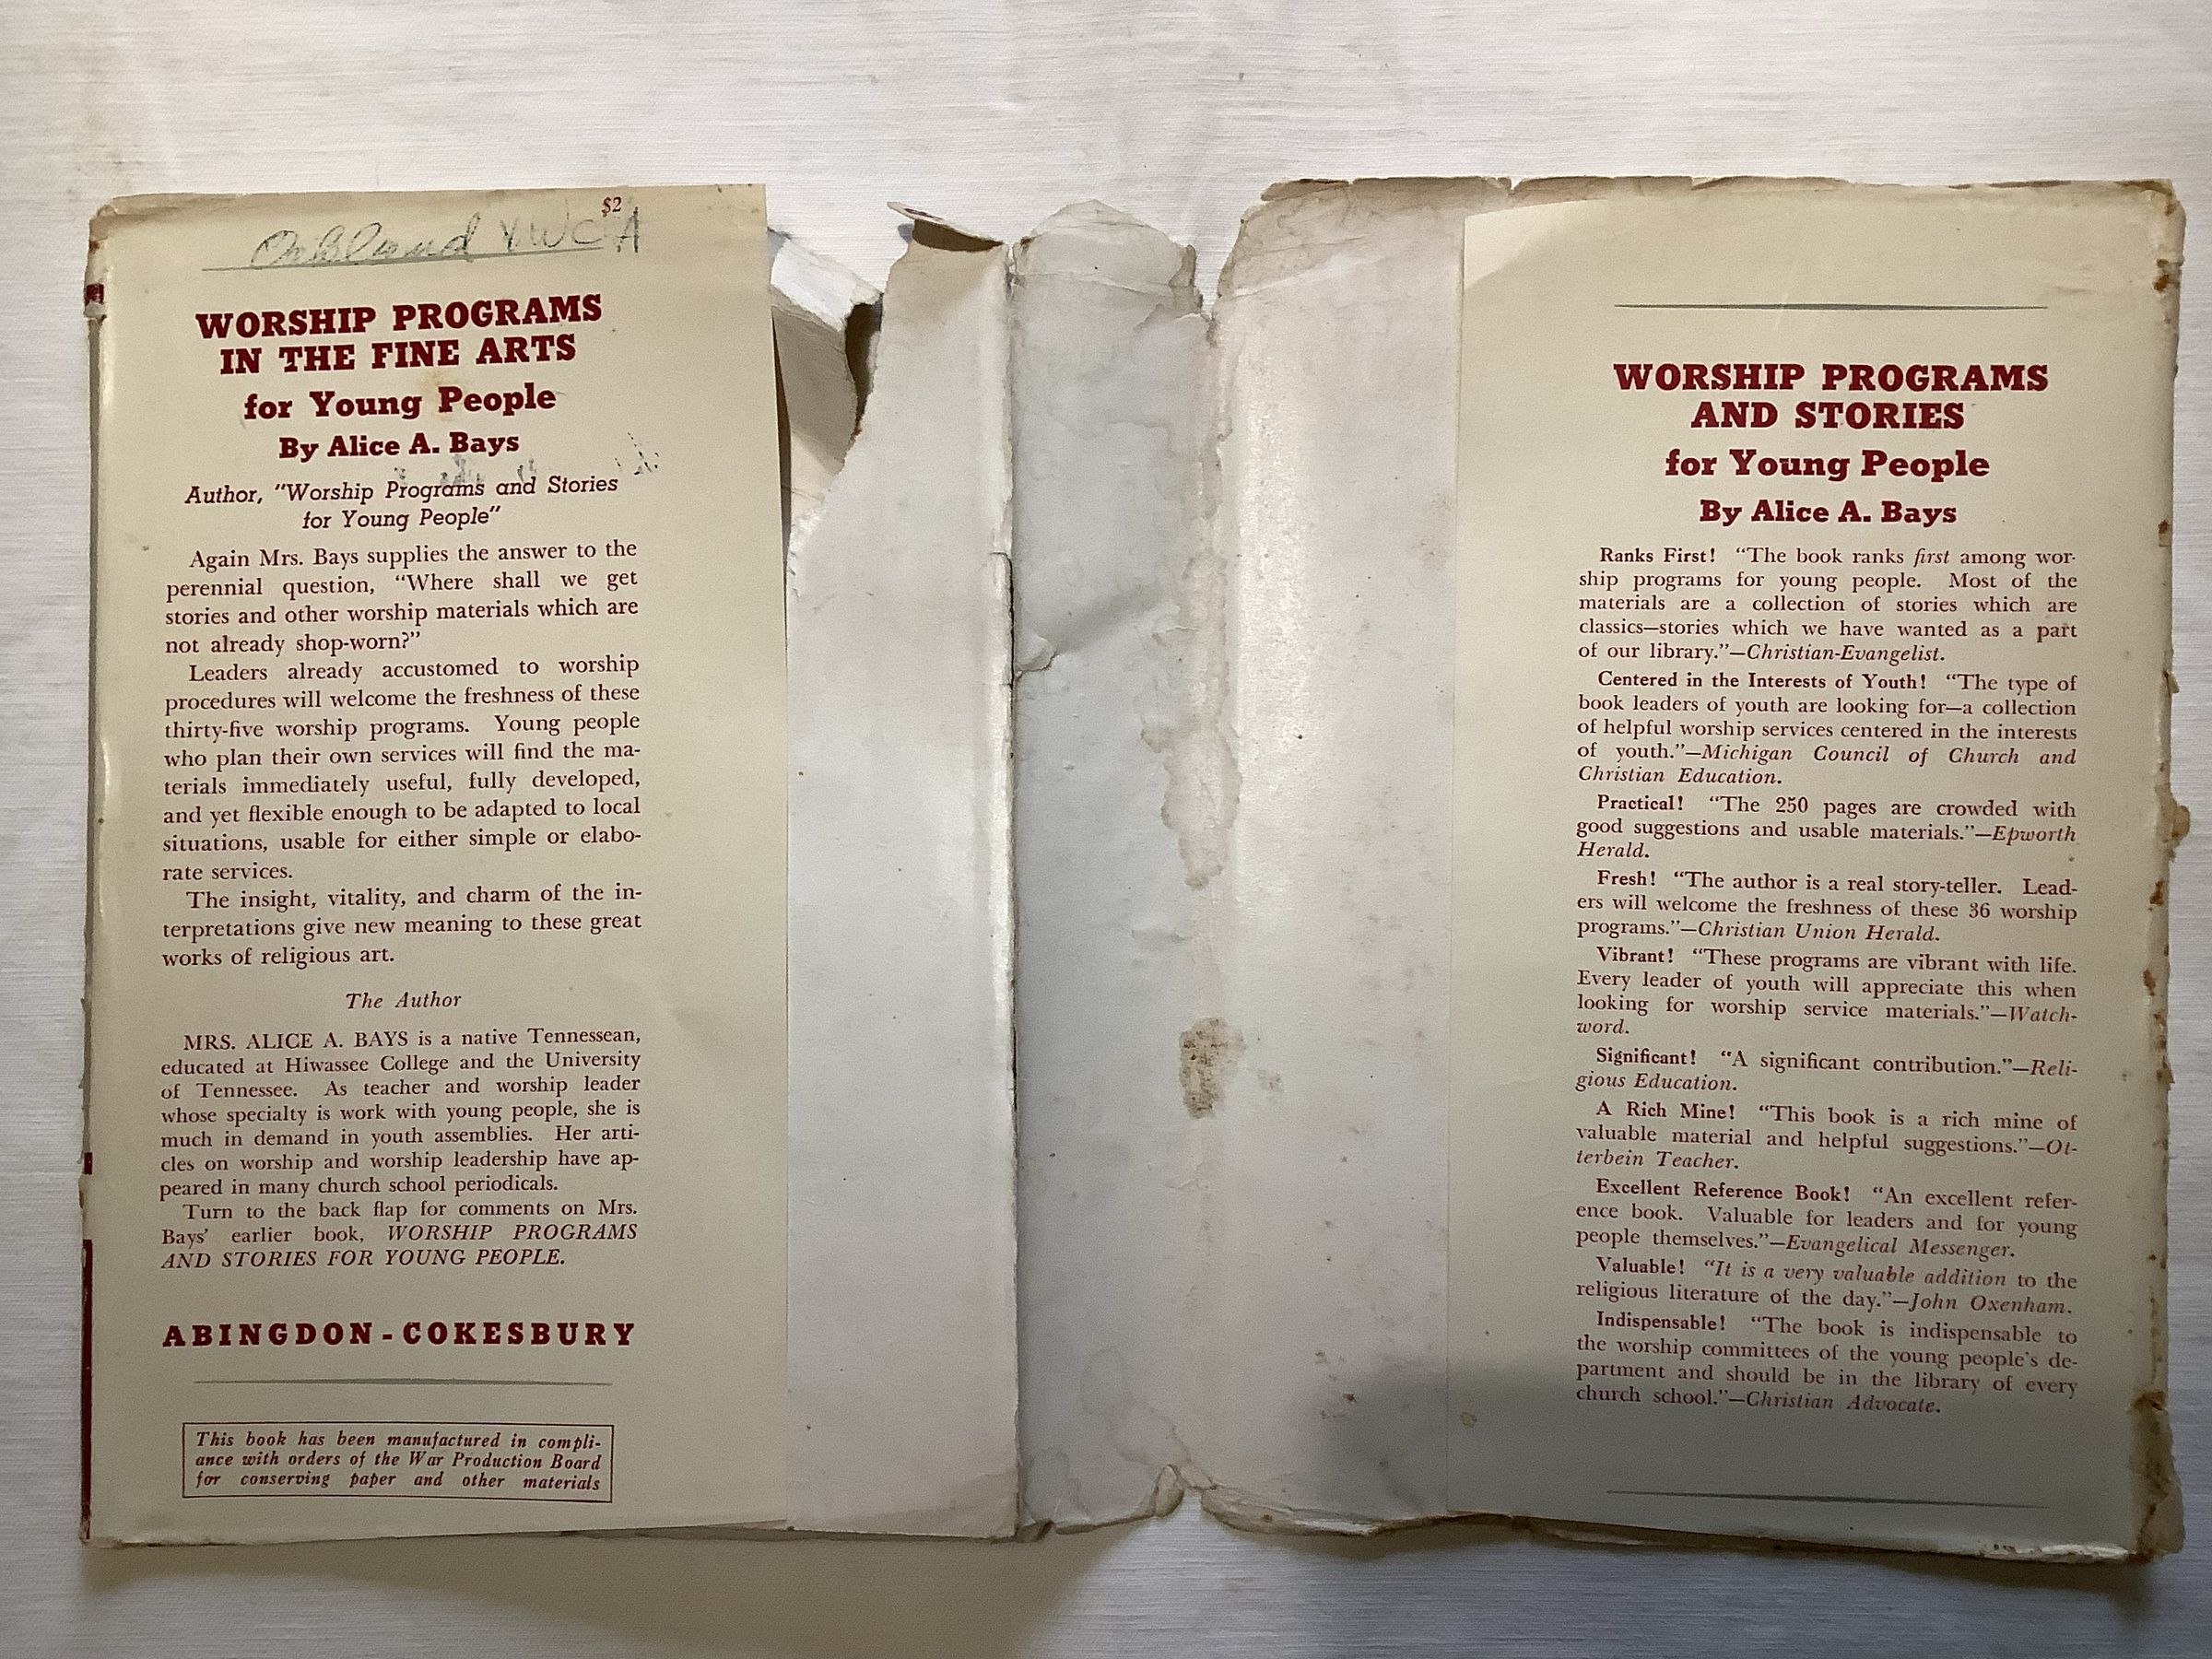 $2
Oakland YWCA
WORSHIP PROGRAMS
IN THE FINE ARTS
for Young People
By Alice A. Bays
Author, "Worship Programs and Stories
for Young People"
Again Mrs. Bays supplies the answer to the
perennial question, "Where shall we get
stories and other worship materials which are
not already shop-worn?"
Leaders already accustomed to worship
procedures will welcome the freshness of these
thirty-five worship programs. Young people
who plan their own services will find the ma-
terials immediately useful, fully developed,
and yet flexible enough to be adapted to local
situations, usable for either simple or elabo-
rate services.
The insight, vitality, and charm of the in-
terpretations give new meaning to these great
works of religious art.
The Author
MRS. ALICE A. BAYS is a native Tennessean,
educated at Hiwassee College and the University
of Tennessee. As teacher and worship leader
whose specialty is work with young people, she is
much in demand in youth assemblies. Her arti-
cles on worship and worship leadership have ap-
peared in many church school periodicals.
Turn to the back flap for comments on Mrs.
Bays' earlier book, WORSHIP PROGRAMS
AND STORIES FOR YOUNG PEOPLE.
ABINGDON-COKESBURY
This book has been manufactured in compli-
ance with orders of the War Production Board
for conserving paper and other materials
WORSHIP PROGRAMS
AND STORIES
for Young People
By Alice A. Bays
Ranks First! "The book ranks first among wor-
ship programs for young people. Most of the
materials are a collection of stories which are
classics—stories which we have wanted as a part
of our library."—Christian-Evangelist.
Centered in the Interests of Youth! "The type of
book leaders of youth are looking for—a collection
of helpful worship services centered in the interests
of youth."—Michigan Council of Church and
Christian Education.
Practical! "The 250 pages are crowded with
good suggestions and usable materials."—Epworth
Herald.
Fresh! "The author is a real story-teller. Lead-
ers will welcome the freshness of these 36 worship
programs."—Christian Union Herald.
Vibrant! "These programs are vibrant with life.
Every leader of youth will appreciate this when
looking for worship service materials."—Watch-
word.
Significant! "A significant contribution."—Reli-
gious Education.
A Rich Mine! "This book is a rich mine of
valuable material and helpful suggestions."—Ot-
terbein Teacher.
Excellent Reference Book! "An excellent refer-
ence book. Valuable for leaders and for young
people themselves."—Evangelical Messenger.
Valuable! "It is a very valuable addition to the
religious literature of the day."—John Oxenham.
Indispensable! "The book is indispensable to
the worship committees of the young people's de-
partment and should be in the library of every
church school."—Christian Advocate.